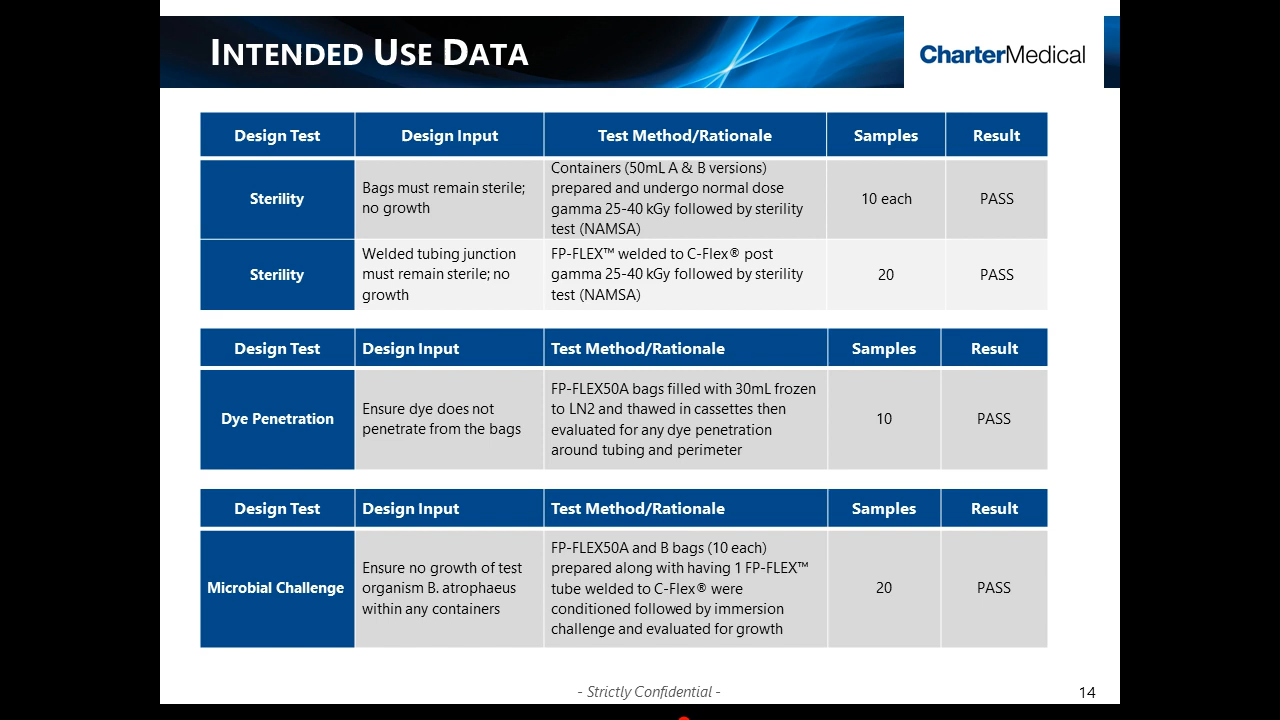 INTENDED USE DATA
CharterMedical
Design Test Design Input Test Method/Rationale Samples Result
Sterility
Bags must remain sterile;
no growth
Containers (50mL A & B versions)
prepared and undergo normal dose
gamma 25-40 kGy followed by sterility
test (NAMSA)
10 each
PASS
Sterility
Welded tubing junction
must remain sterile; no
growth
FP-FLEX™ welded to C-Flex® post
gamma 25-40 kGy followed by sterility
test (NAMSA)
20
PASS
Design Test Design Input Test Method/Rationale Samples Result
Dye Penetration
Ensure dye does not
penetrate from the bags
FP-FLEX50A bags filled with 30mL frozen
to LN2 and thawed in cassettes then
evaluated for any dye penetration
around tubing and perimeter
10
PASS
Design Test Design Input Test Method/Rationale Samples Result
Microbial Challenge
Ensure no growth of test
organism B. atrophaeus
within any containers
FP-FLEX50A and B bags (10 each)
prepared along with having 1 FP-FLEX™
tube welded to C-Flex® were
conditioned followed by immersion
challenge and evaluated for growth
20
PASS
- Strictly Confidential -
14